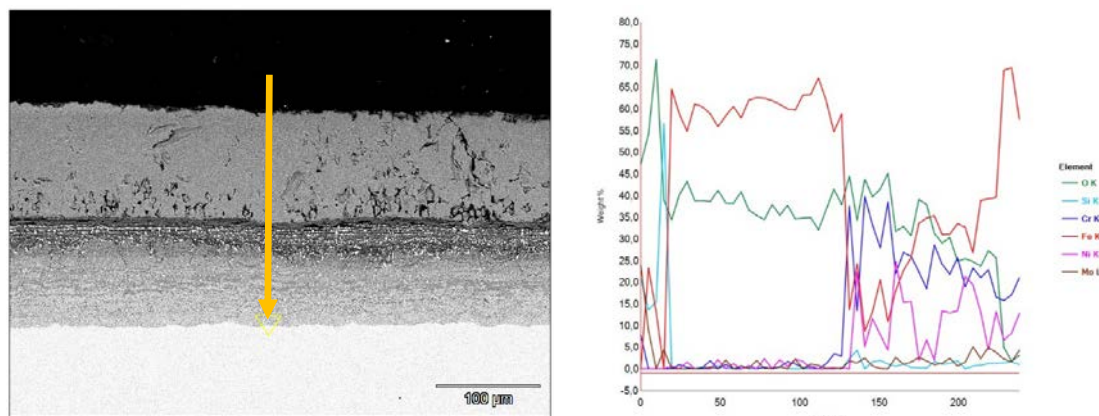 100 µm
80,0
75,0
70,0
65,0
60,0
55,0
50,0
45,0
40,0
35,0
30,0
25,0
20,0
15,0
10,0
5,0
0,0
-5,0
Weight%
0
50
100
150
200
Element
O K
Si K
Cr K
Fe K
Ni K
Mo L